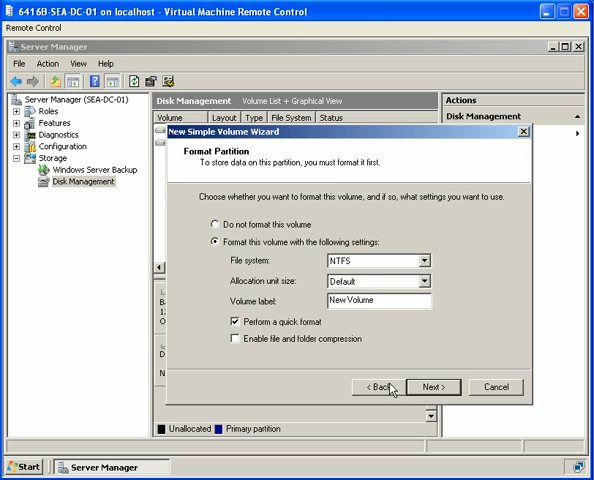 6416B-SEA-DC-01 on localhost - Virtual Machine Remote Control
Remote Control
Server Manager
File Action View Help
Server Manager (SEA-DC-01)
Roles
Features
Diagnostics
Configuration
Storage
Windows Server Backup
Disk Management
Disk Management Volume List + Graphical View
Volume Layout Type File System Status
Actions
Disk Management
New Simple Volume Wizard
Format Partition
To store data on this partition, you must format it first.
Choose whether you want to format this volume, and if so, what settings you want to use.
Do not format this volume
Format this volume with the following settings:
File system: NTFS
Allocation unit size: Default
Volume label: New Volume
Perform a quick format
Enable file and folder compression
< Back Next > Cancel
Unallocated Primary partition
Start Server Manager